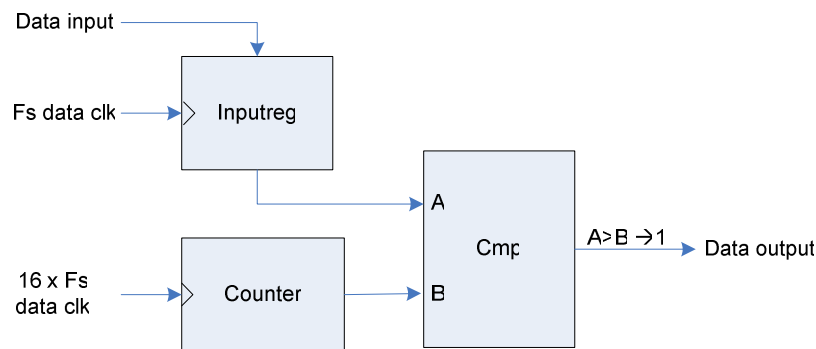 Data input
Fs data clk
Inputreg
A
Cmp
A>B →1
Data output
16 x Fs
data clk
Counter
B